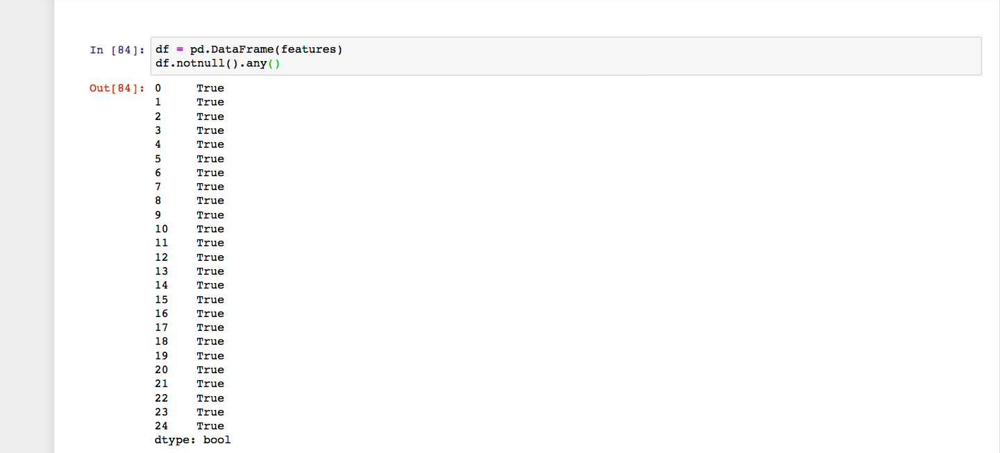 In [84]: df = pd.DataFrame(features)
df.notnull().any()
Out[84]: 0 True
1 True
2 True
3 True
4 True
5 True
6 True
7 True
8 True
9 True
10 True
11 True
12 True
13 True
14 True
15 True
16 True
17 True
18 True
19 True
20 True
21 True
22 True
23 True
24 True
dtype: bool